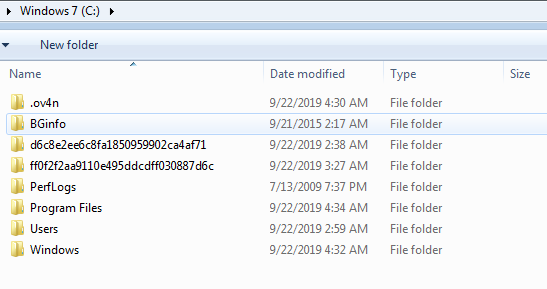 Windows 7 (C:)
New folder
Name Date modified Type Size
.ov4n 9/22/2019 4:30 AM File folder
BGinfo 9/21/2015 2:17 AM File folder
d6c8e2ee6c8fa1850959902ca4af71 9/22/2019 2:38 AM File folder
ff0f2f2aa9110e495ddcdff030887d6c 9/22/2019 3:27 AM File folder
PerfLogs 7/13/2009 7:37 PM File folder
Program Files 9/22/2019 4:34 AM File folder
Users 9/22/2019 2:59 AM File folder
Windows 9/22/2019 4:32 AM File folder